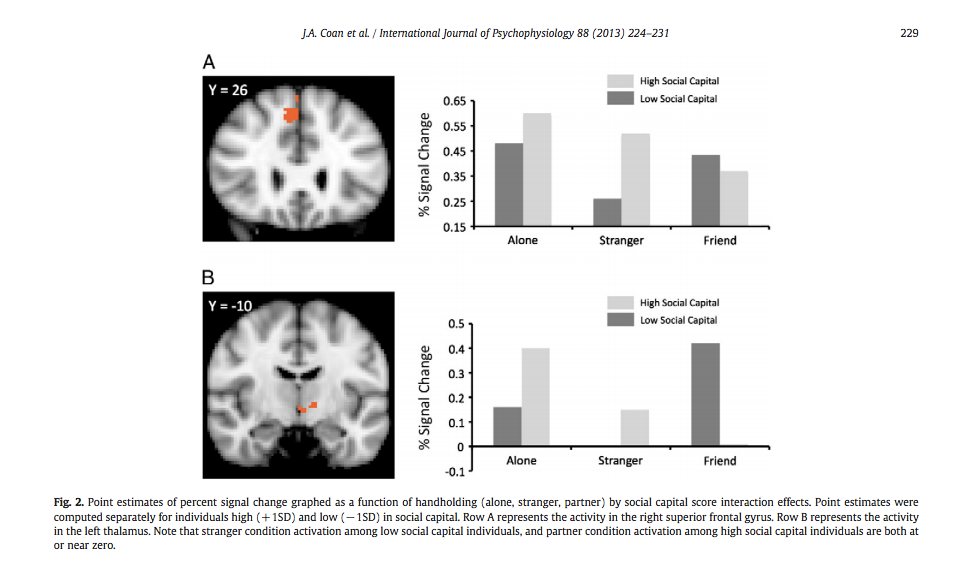 J.A. Coan et al. / International Journal of Psychophysiology 88 (2013) 224–231
229
A
Y = 26
High Social Capital
Low Social Capital
% Signal Change
0.65
0.55
0.45
0.35
0.25
0.15
Alone
Stranger
Friend
B
Y = -10
High Social Capital
Low Social Capital
% Signal Change
0.5
0.4
0.3
0.2
0.1
0
-0.1
Alone
Stranger
Friend
Fig. 2. Point estimates of percent signal change graphed as a function of handholding (alone, stranger, partner) by social capital score interaction effects. Point estimates were
computed separately for individuals high (+1SD) and low (−1SD) in social capital. Row A represents the activity in the right superior frontal gyrus. Row B represents the activity
in the left thalamus. Note that stranger condition activation among low social capital individuals, and partner condition activation among high social capital individuals are both at
or near zero.